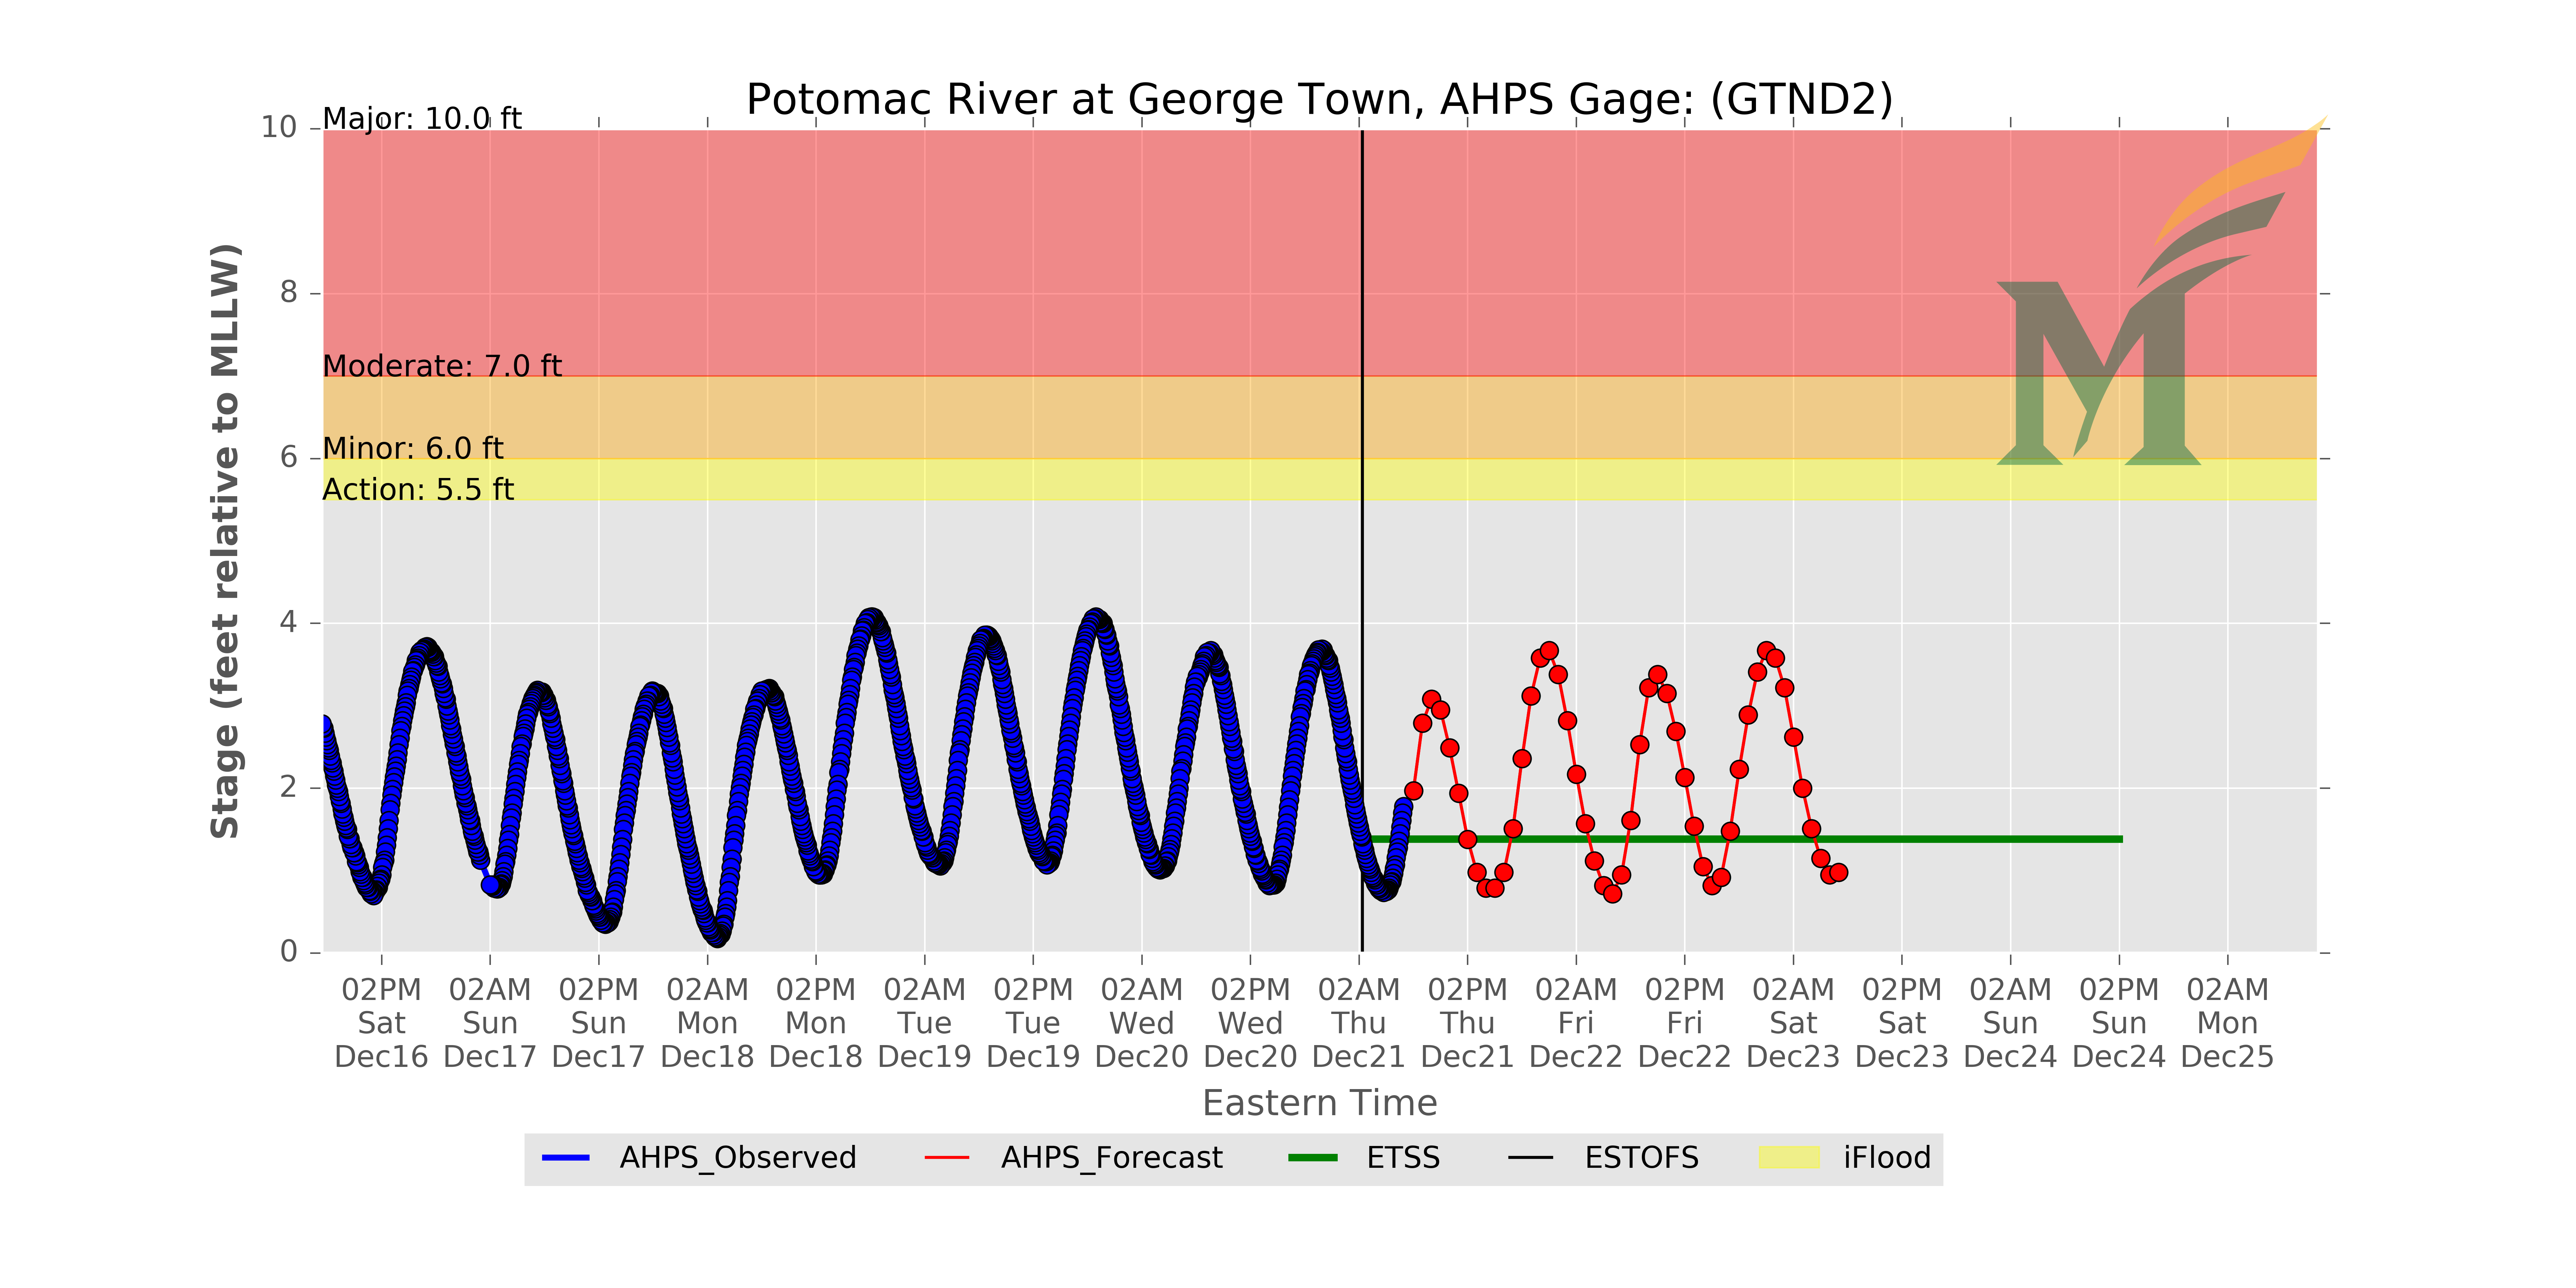 Potomac River at George Town, AHPS Gage: (GTND2)
Major: 10.0 ft
Moderate: 7.0 ft
Minor: 6.0 ft
Action: 5.5 ft
Stage (feet relative to MLLW)
10
8
6
4
2
0
02PM 02AM 02PM 02AM 02PM 02AM 02PM 02AM 02PM 02AM 02PM 02AM 02PM 02AM 02PM 02AM 02PM 02AM
Sat Sun Sun Mon Mon Tue Tue Wed Wed Thu Thu Fri Fri Sat Sat Sun Sun Mon
Dec16 Dec17 Dec17 Dec18 Dec18 Dec19 Dec19 Dec20 Dec20 Dec21 Dec21 Dec22 Dec22 Dec23 Dec23 Dec24 Dec24 Dec25
Eastern Time
AHPS_Observed AHPS_Forecast ETSS ESTOFS iFlood
M